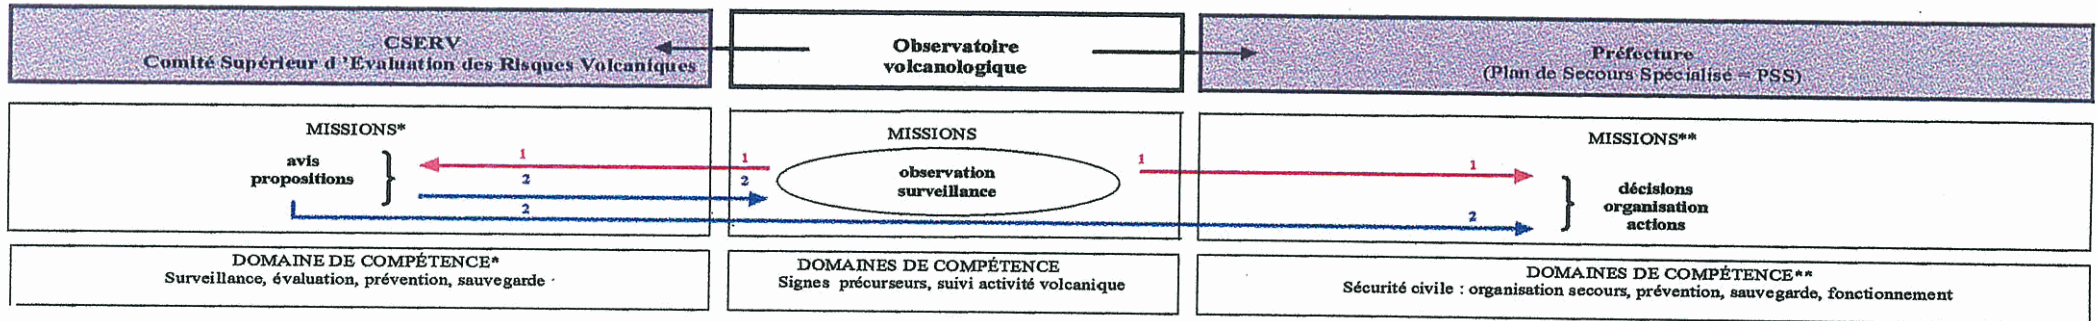 CSERV
Comité Supérieur d 'Evaluation des Risques Volcaniques
Observatoire
volcanologique
Préfecture
(Plan de Secours Spécialisé = PSS)
MISSIONS*
avis
propositions
1
2
2
1
2
MISSIONS
observation
surveillance
1
MISSIONS**
1
2
décisions
organisation
actions
DOMAINE DE COMPÉTENCE*
Surveillance, évaluation, prévention, sauvegarde
DOMAINES DE COMPÉTENCE
Signes précurseurs, suivi activité volcanique
DOMAINES DE COMPÉTENCE**
Sécurité civile : organisation secours, prévention, sauvegarde, fonctionnement